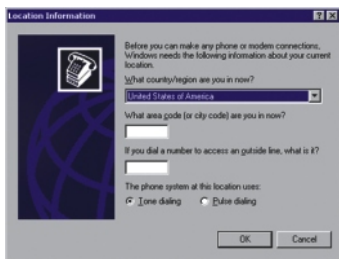 Location Information
Before you can make any phone or modem connections,
Windows needs the following information about your current
location.
What country/region are you in now?
United States of America
What area code (or city code) are you in now?
If you dial a number to access an outside line, what is it?
The phone system at this location uses:
Tone dialing Pulse dialing
OK Cancel